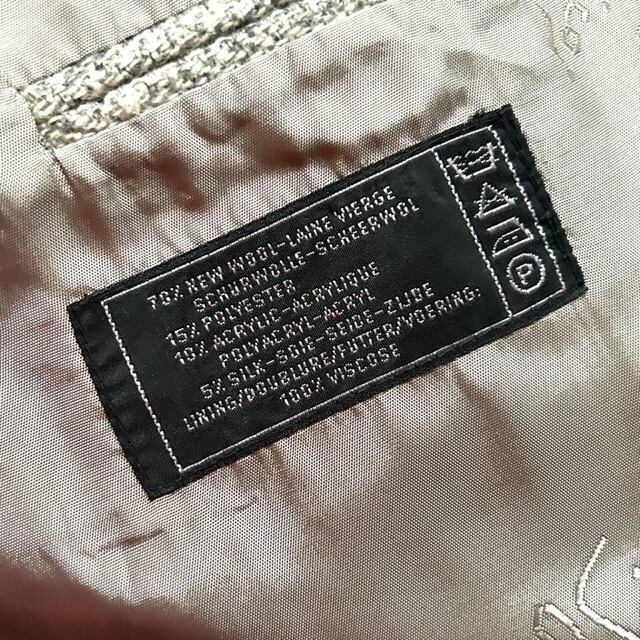 70% NEW WOOL-LAINE VIERGE
SCHURWOLLE-SCHEERWOL
15% POLYESTER
10% ACRYLIC-ACRYLIQUE
POLYACRYL-ACRYL
5% SILK-SOIE-SEIDE-ZIJDE
LINING/DOUBLURE/FUTTER/VOERING:
100% VISCOSE
P